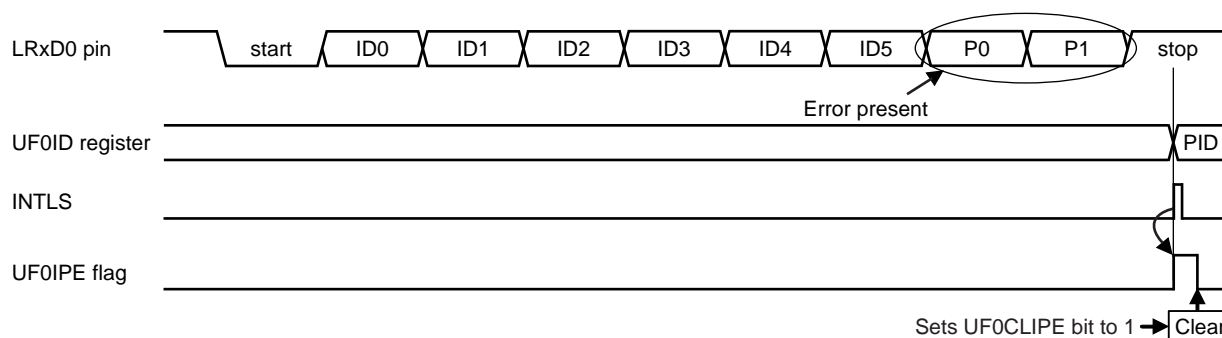 LRxD0 pin start ID0 ID1 ID2 ID3 ID4 ID5 P0 P1 stop
Error present
UF0ID register PID
INTLS
UF0IPE flag
Sets UF0CLIPE bit to 1 Clear